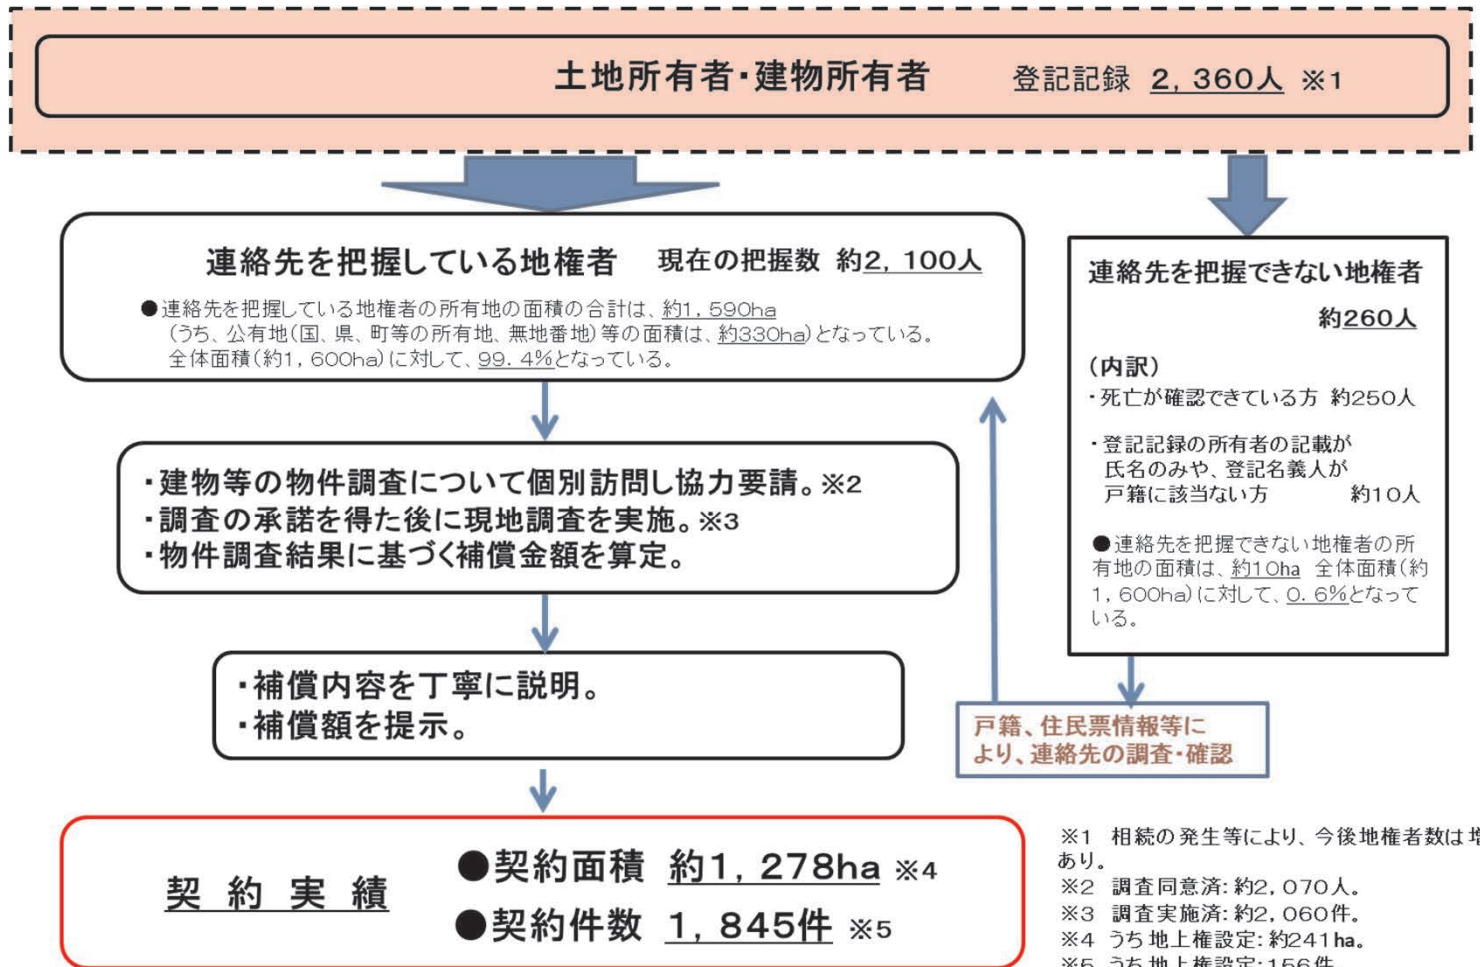 土地所有者・建物所有者 登記記録 2,360人 ※1
連絡先を把握している地権者 現在の把握数 約2,100人
●連絡先を把握している地権者の所有地の面積の合計は、約1,590ha
(うち、公有地(国、県、町等の所有地、無地番地)等の面積は、約330ha)となっている。
全体面積(約1,600ha)に対して、99.4%となっている。
・建物等の物件調査について個別訪問し協力要請。※2
・調査の承諾を得た後に現地調査を実施。※3
・物件調査結果に基づく補償金額を算定。
・補償内容を丁寧に説明。
・補償額を提示。
契約実績
●契約面積 約1,278ha ※4
●契約件数 1,845件 ※5
連絡先を把握できない地権者
約260人
(内訳)
・死亡が確認できている方 約250人
・登記記録の所有者の記載が
氏名のみや、登記名義人が
戸籍に該当ない方 約10人
●連絡先を把握できない地権者の所
有地の面積は、約10ha 全体面積(約
1,600ha)に対して、0.6%となって
いる。
戸籍、住民票情報等に
より、連絡先の調査・確認
※1 相続の発生等により、今後地権者数は増
あり。
※2 調査同意済:約2,070人。
※3 調査実施済:約2,060件。
※4 うち地上権設定:約241ha。
※5 うち地上権設定:156件